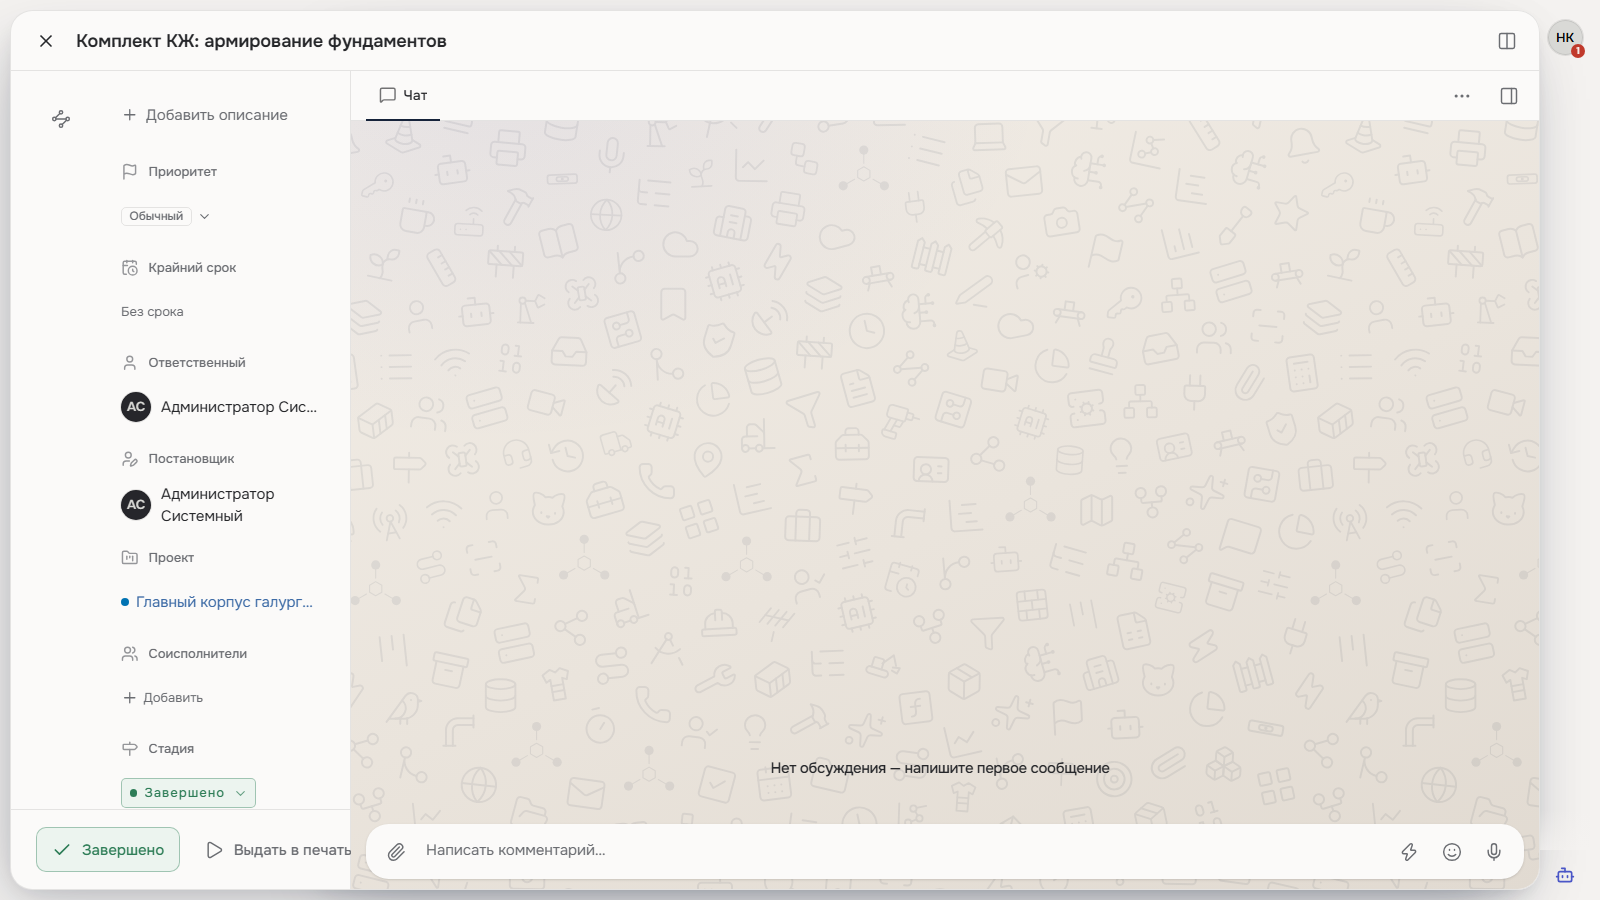 Комплект КЖ: армирование фундаментов
НК
1
Чат
Добавить описание
Приоритет
Обычный
Крайний срок
Без срока
Ответственный
АС
Администратор Сис...
Постановщик
АС
Администратор
Системный
Проект
Главный корпус галург...
Соисполнители
Добавить
Стадия
Завершено
Завершено
Выдать в печать
Нет обсуждения — напишите первое сообщение
Написать комментарий...